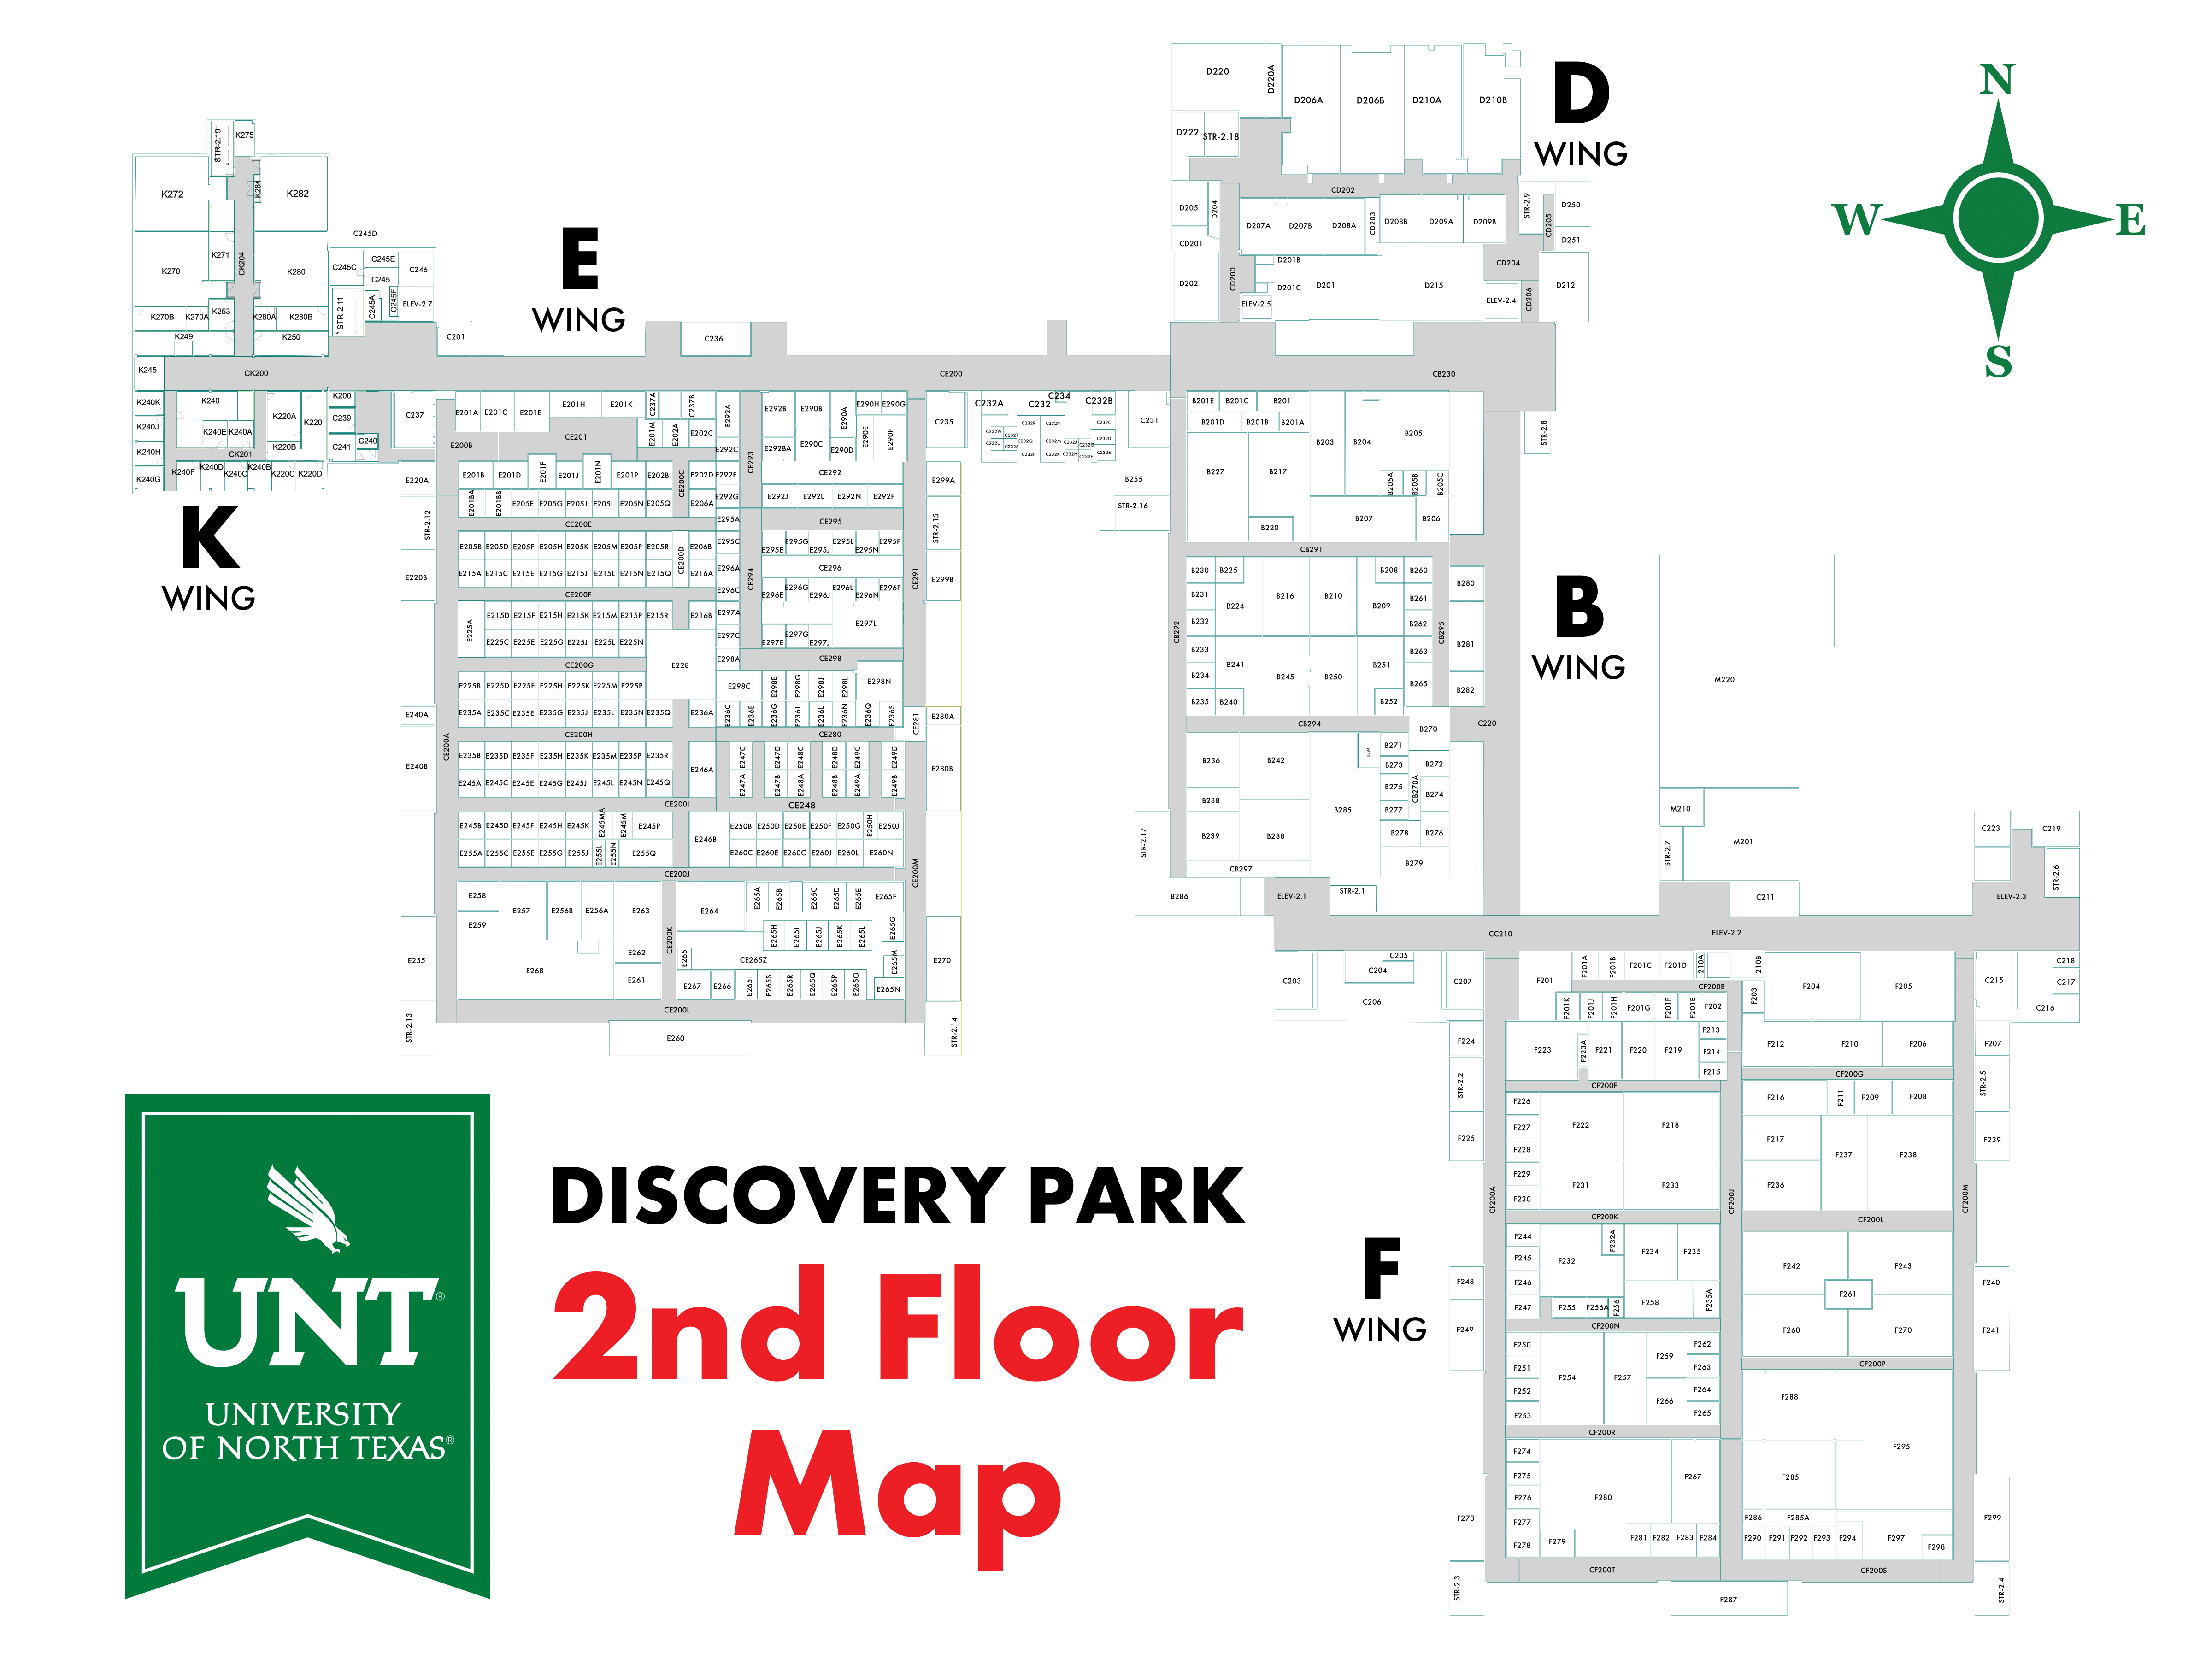 D220
D220A
D206A
D206B
D210A
D210B
D
WING
N
W
E
S
D222
STR-2.18
CD202
D205
D204
CD201
D202
CD200
D207A
D207B
D208A
CD203
D208B
D209A
D209B
STR-2.9
CD205
D250
D251
CD204
D212
D201B
D201C
D201
D215
ELEV-2.5
ELEV-2.4
CD206
STR-2.19
K275
K272
K281
K282
K271
CK204
K270
K280
K270B
K270A
K253
K280A
K280B
K249
K250
K245
CK200
C245D
C245C
C245E
C245
C246
C245A
C245F
ELEV-2.7
STR-2.11
K240K
K240
K220A
K220
K200
C239
K240J
K240E
K240A
K220B
C241
C240
K240H
CK201
K240G
K240F
K240D
K240C
K240B
K220C
K220D
K
WING
E
WING
C201
C236
CE200
CB230
C237
E201A
E201C
E201E
E201H
E201K
C237A
C237B
E292A
E292B
E290B
E290A
E290H
E290G
E200B
CE201
E201M
E202A
E202C
E292C
E292BA
E290C
E290D
E290E
E290F
E220A
E201B
E201D
E201F
E201J
E201N
E201P
E202B
CE200C
E202D
E292E
CE293
CE292
E201BA
E201BB
E205E
E205G
E205J
E205L
E205N
E205Q
E206A
E292G
E292J
E292L
E292N
E292P
STR-2.12
CE200E
E295A
CE295
E205B
E205D
E205F
E205H
E205K
E205M
E205P
E205R
CE200D
E206B
E295C
E295E
E295G
E295J
E295L
E295N
E295P
E220B
E215A
E215C
E215E
E215G
E215J
E215L
E215N
E215Q
E216A
E296A
CE294
CE296
CE200F
E296C
E296E
E296G
E296J
E296L
E296N
E296P
E225A
E215D
E215F
E215H
E215K
E215M
E215P
E215R
E216B
E297A
E297L
E225C
E225E
E225G
E225J
E225L
E225N
E228
E297C
E297E
E297G
E297J
CE200G
E298A
CE298
E225B
E225D
E225F
E225H
E225K
E225M
E225P
E298C
E298E
E298G
E298J
E298L
E298N
E240A
E235A
E235C
E235E
E235G
E235J
E235L
E235N
E235Q
E236A
E236C
E236E
E236G
E236J
E236L
E236N
E236Q
E236S
CE281
E280A
CE200A
CE200H
CE280
E240B
E235B
E235D
E235F
E235H
E235K
E235M
E235P
E235R
E246A
E247C
E247D
E248C
E248D
E249C
E249D
E280B
E245A
E245C
E245E
E245G
E245J
E245L
E245N
E245Q
E247A
E247B
E248A
E248B
E249A
E249B
CE200I
CE248
E245B
E245D
E245F
E245H
E245K
E245MA
E245M
E245P
E246B
E250B
E250D
E250E
E250F
E250G
E250H
E250J
E255A
E255C
E255E
E255G
E255J
E255L
E255N
E255Q
E260C
E260E
E260G
E260J
E260L
E260N
CE200J
CE200M
E258
E257
E256B
E256A
E263
E264
E265A
E265B
E265C
E265D
E265E
E265F
E259
E265H
E265I
E265J
E265K
E265L
E265G
E255
E268
E262
CE200K
E265
CE265Z
E265M
E270
E261
E267
E266
E265T
E265S
E265R
E265Q
E265P
E265O
E265N
CE200L
STR-2.13
E260
STR-2.14
C235
E299A
STR-2.15
E299B
CE291
C232A
C232
C234
C232B
C231
C232R
C232H
C232C
C232W
C232T
C232U
C232S
C232Q
C232M
C232J
C232D
C232P
C232K
C232E
B255
STR-2.16
B201E
B201C
B201
B201D
B201B
B201A
B203
B204
B205
STR-2.8
B227
B217
B205A
B205B
B205C
B220
B207
B206
CB291
B230
B225
B216
B210
B208
B260
B280
B231
B224
B209
B261
B232
B262
CB292
CB295
B233
B241
B245
B250
B251
B263
B281
B234
B265
B235
B240
B252
B282
CB294
B270
C220
B236
B242
B271
B273
B272
B275
CB270A
B274
B238
B285
B277
B239
B288
B278
B276
STR-2.17
CB297
B279
B286
ELEV-2.1
STR-2.1
B
WING
M220
M210
M201
STR-2.7
C211
C223
C219
STR-2.6
ELEV-2.3
CC210
ELEV-2.2
C203
C205
C204
C206
C207
F201
F201A
F201B
F201C
F201D
210A
210B
F204
F205
C215
C218
C217
C216
CF200B
F203
F201K
F201J
F201H
F201G
F201F
F201E
F202
F224
F223
F223A
F221
F220
F219
F213
F214
F215
F212
F210
F206
F207
STR-2.2
CF200F
CF200G
STR-2.5
F226
F222
F218
F216
F211
F209
F208
F227
F225
F228
F217
F237
F238
F239
F229
F231
F233
F236
F230
CF200A
CF200K
CF200J
CF200L
CF200M
F244
F232
F232A
F234
F235
F242
F243
F245
F248
F246
F261
F240
F247
F255
F256A
F256
F258
F235A
F249
CF200N
F260
F270
F241
F250
F254
F257
F259
F262
CF200P
F251
F263
F252
F266
F264
F288
F253
F265
CF200R
F295
F274
F280
F267
F275
F285
F276
F273
F277
F286
F285A
F299
F278
F279
F281
F282
F283
F284
F290
F291
F292
F293
F294
F297
F298
CF200T
CF200S
STR-2.3
F287
STR-2.4
F
WING
UNT®
UNIVERSITY
OF NORTH TEXAS®
DISCOVERY PARK
2nd Floor
Map